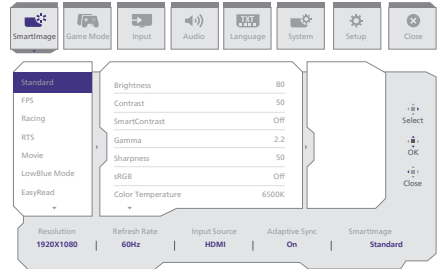 TXT
SmartImage
Game Mode
Input
Audio
Language
System
Setup
Close
Standard
FPS
Racing
RTS
Movie
LowBlue Mode
EasyRead
Brightness 80
Contrast 50
SmartContrast Off
Gamma 2.2
Sharpness 50
sRGB Off
Color Temperature 6500K
Select
OK
Close
Resolution Refresh Rate Input Source Adaptive Sync SmartImage
1920X1080 | 60Hz | HDMI | On | Standard